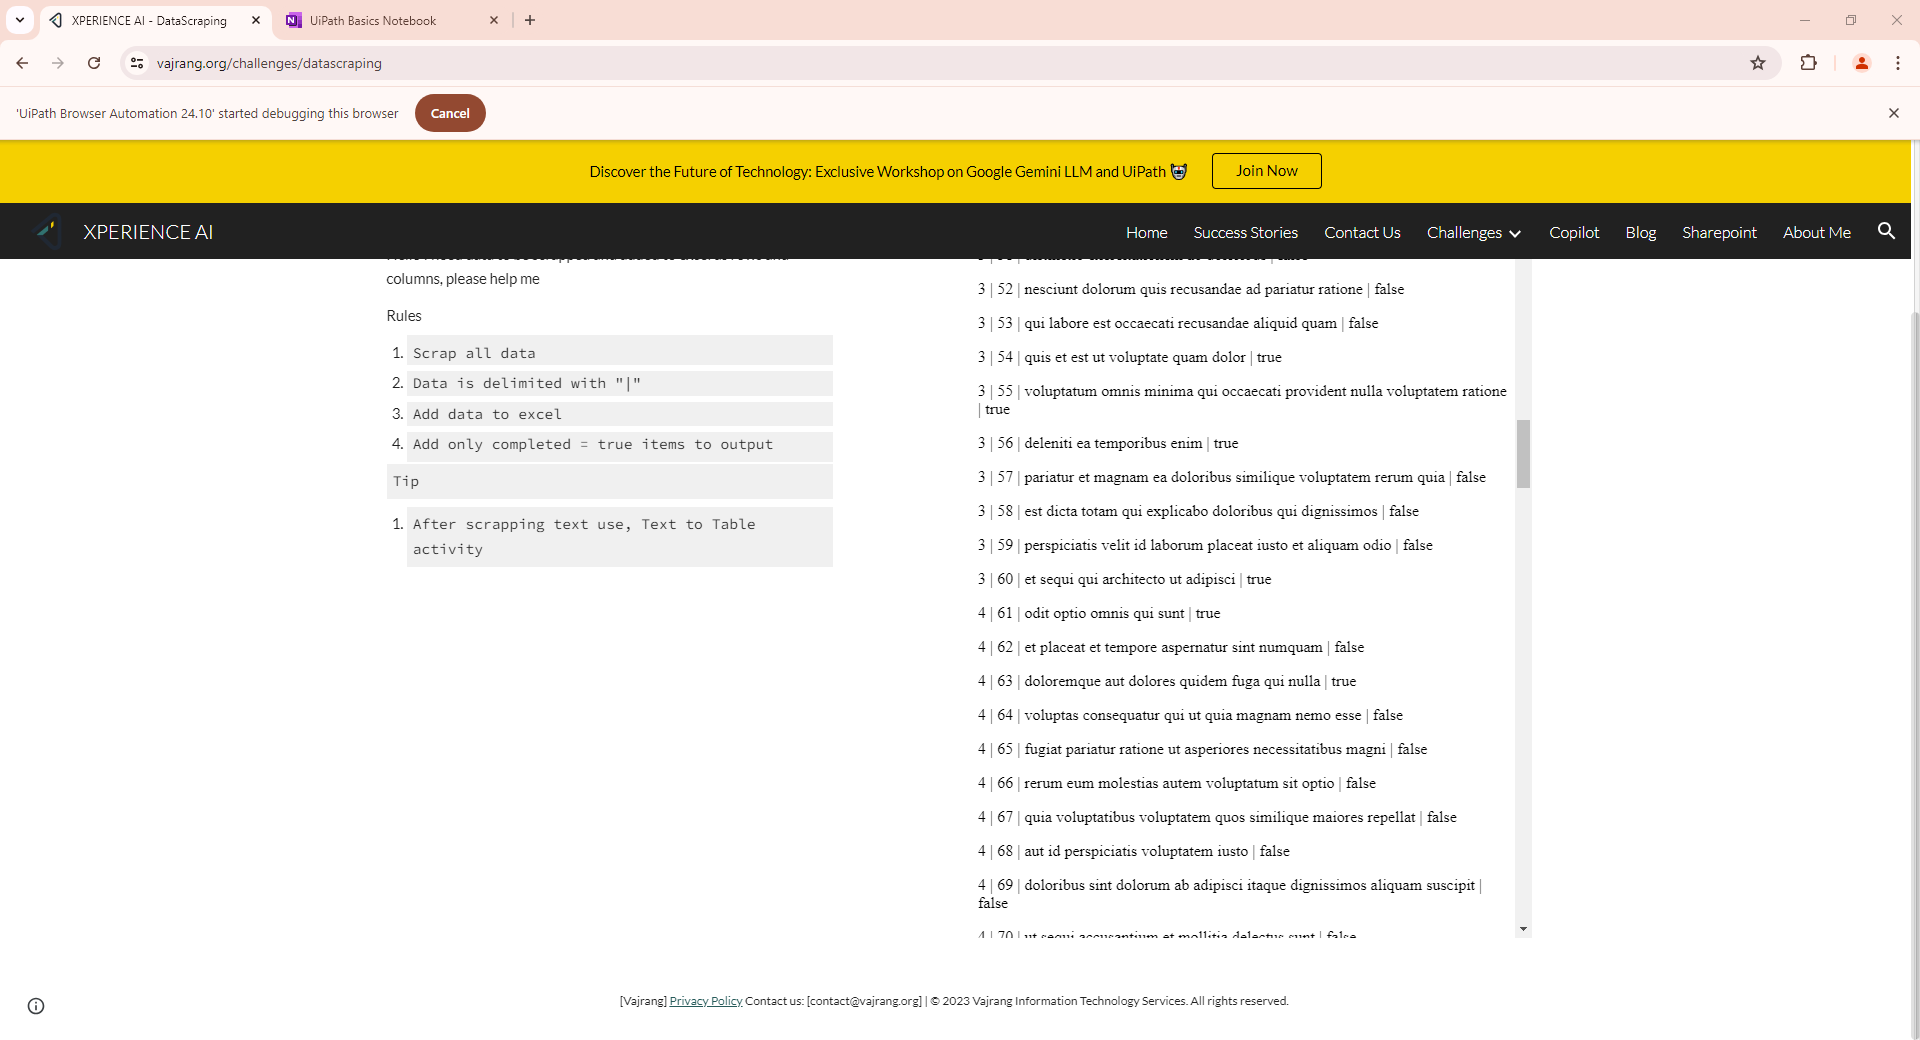 XPERIENCE AI - DataScraping
UiPath Basics Notebook
vajrang.org/challenges/datascraping
'UiPath Browser Automation 24.10' started debugging this browser
Cancel
Discover the Future of Technology: Exclusive Workshop on Google Gemini LLM and UiPath
Join Now
XPERIENCE AI
Home
Success Stories
Contact Us
Challenges
Copilot
Blog
Sharepoint
About Me
columns, please help me
Rules
1. Scrap all data
2. Data is delimited with "|"
3. Add data to excel
4. Add only completed = true items to output
Tip
1. After scrapping text use, Text to Table
activity
3 | 52 | nesciunt dolorum quis recusandae ad pariatur ratione | false
3 | 53 | qui labore est occaecati recusandae aliquid quam | false
3 | 54 | quis et est ut voluptate quam dolor | true
3 | 55 | voluptatum omnis minima qui occaecati provident nulla voluptatem ratione
| true
3 | 56 | deleniti ea temporibus enim | true
3 | 57 | pariatur et magnam ea doloribus similique voluptatem rerum quia | false
3 | 58 | est dicta totam qui explicabo doloribus qui dignissimos | false
3 | 59 | perspiciatis velit id laborum placeat iusto et aliquam odio | false
3 | 60 | et sequi qui architecto ut adipisci | true
4 | 61 | odit optio omnis qui sunt | true
4 | 62 | et placeat et tempore aspernatur sint numquam | false
4 | 63 | doloremque aut dolores quidem fuga qui nulla | true
4 | 64 | voluptas consequatur qui ut quia magnam nemo esse | false
4 | 65 | fugiat pariatur ratione ut asperiores necessitatibus magni | false
4 | 66 | rerum eum molestias autem voluptatum sit optio | false
4 | 67 | quia voluptatibus voluptatem quos similique maiores repellat | false
4 | 68 | aut id perspiciatis voluptatem iusto | false
4 | 69 | doloribus sint dolorum ab adipisci itaque dignissimos aliquam suscipit |
false
4 | 70 | ut sequi accusantium et mollitia delectus sunt | false
[Vajrang] Privacy Policy Contact us: [contact@vajrang.org] | © 2023 Vajrang Information Technology Services. All rights reserved.